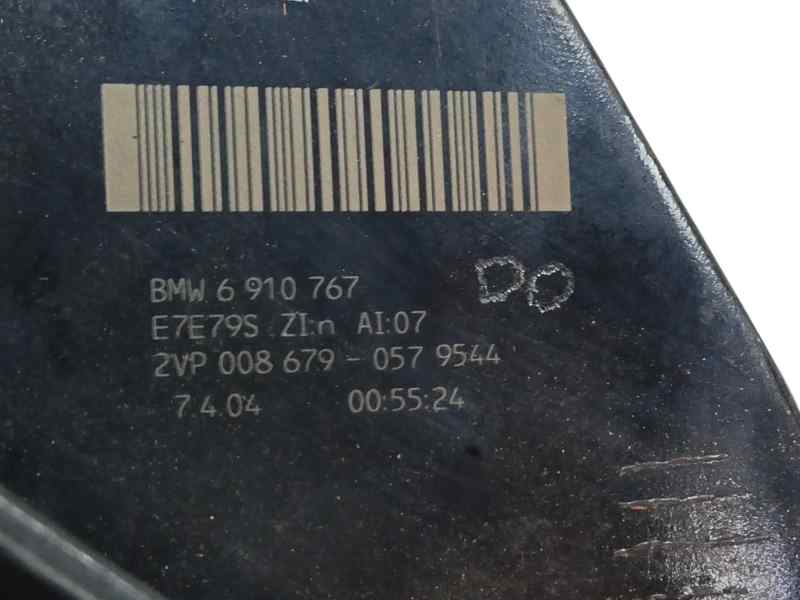 BMW 6 910 767
E7E79S ZI:n AI:07
2VP 008 679 - 057 9544
7.4.04 00:55:24
DO